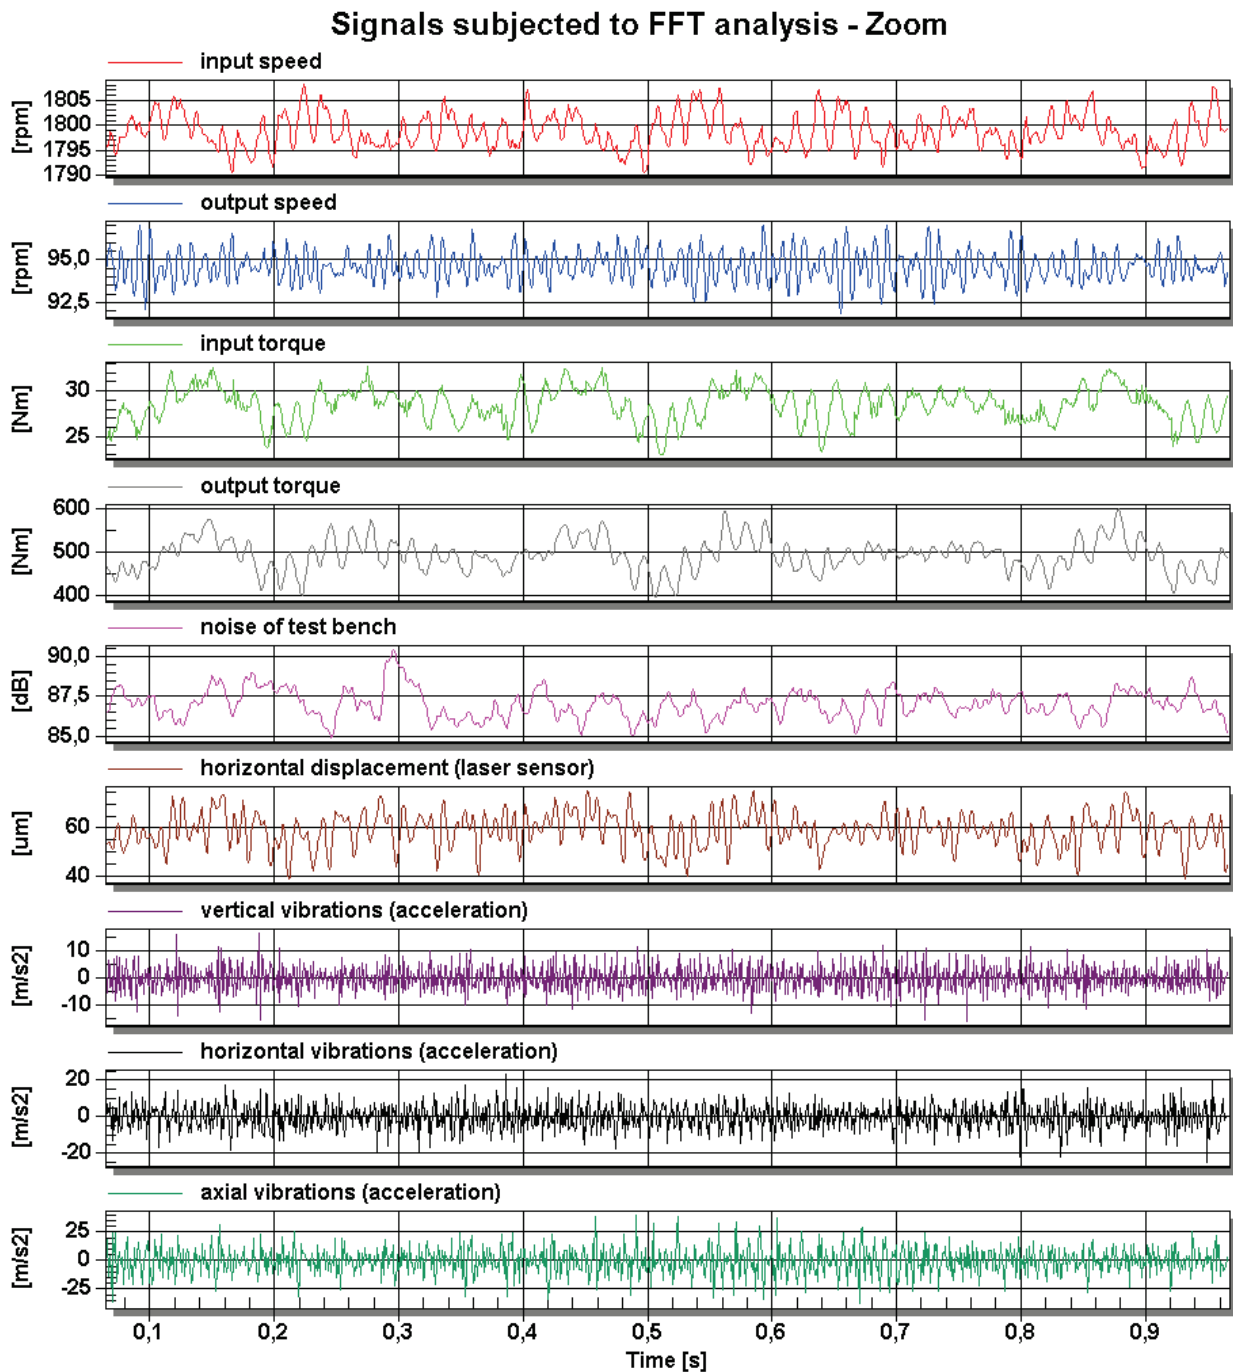 Signals subjected to FFT analysis - Zoom
input speed
[rpm]
1805
1800
1795
1790
output speed
[rpm]
95,0
92,5
input torque
[Nm]
30
25
output torque
[Nm]
600
500
400
noise of test bench
[dB]
90,0
87,5
85,0
horizontal displacement (laser sensor)
[um]
60
40
vertical vibrations (acceleration)
[m/s2]
10
0
-10
horizontal vibrations (acceleration)
[m/s2]
20
0
-20
axial vibrations (acceleration)
[m/s2]
25
0
-25
0,1 0,2 0,3 0,4 0,5 0,6 0,7 0,8 0,9
Time [s]